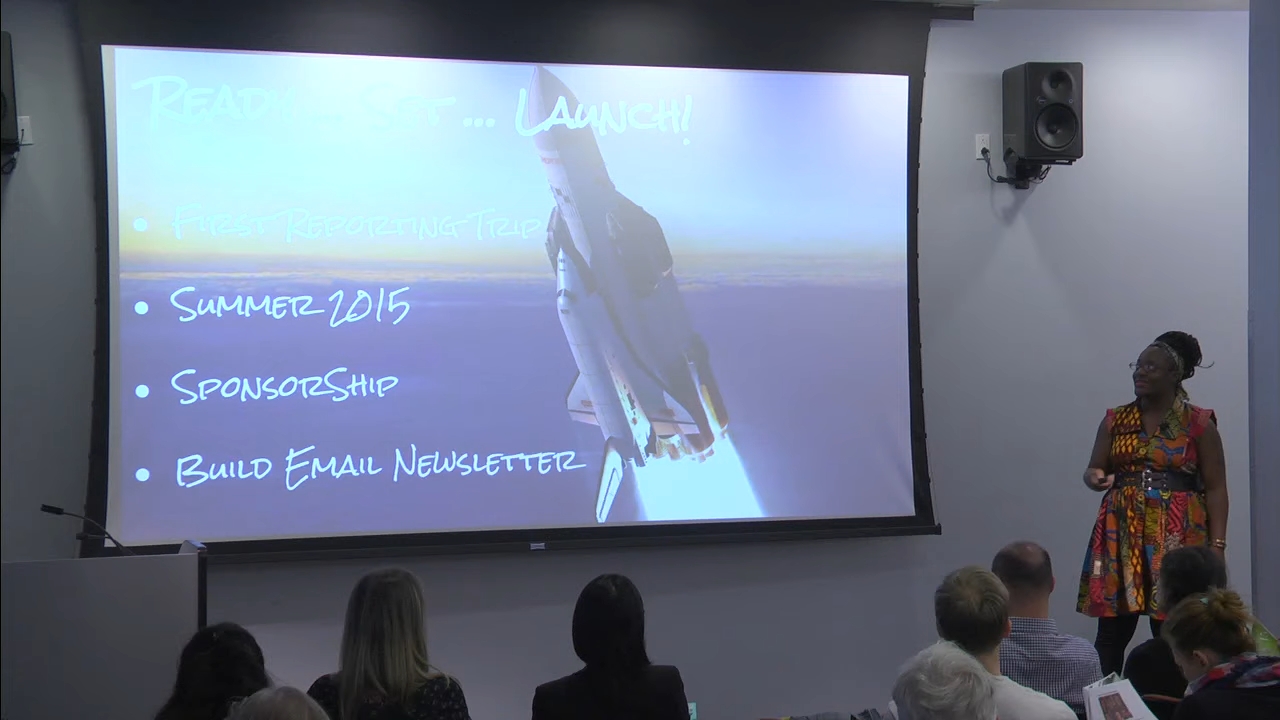 Ready... Set ... Launch!
• First Reporting Trip
• Summer 2015
• SponsorShip
• Build Email Newsletter